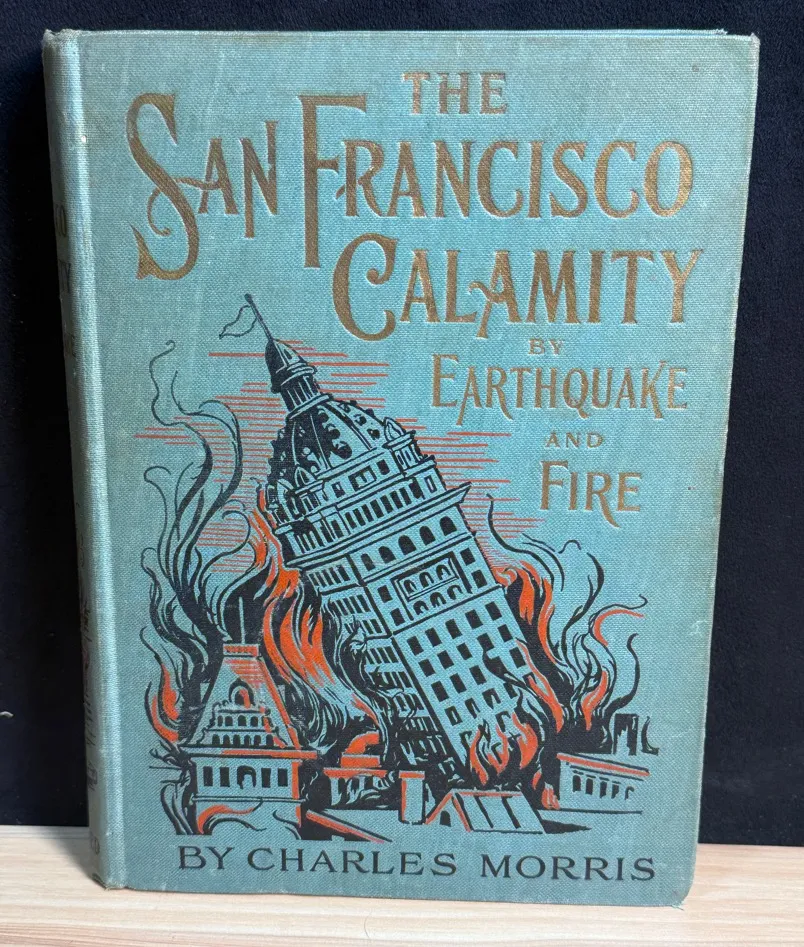 THE
SAN FRANCISCO
CALAMITY
BY
EARTHQUAKE
AND
FIRE
BY CHARLES MORRIS